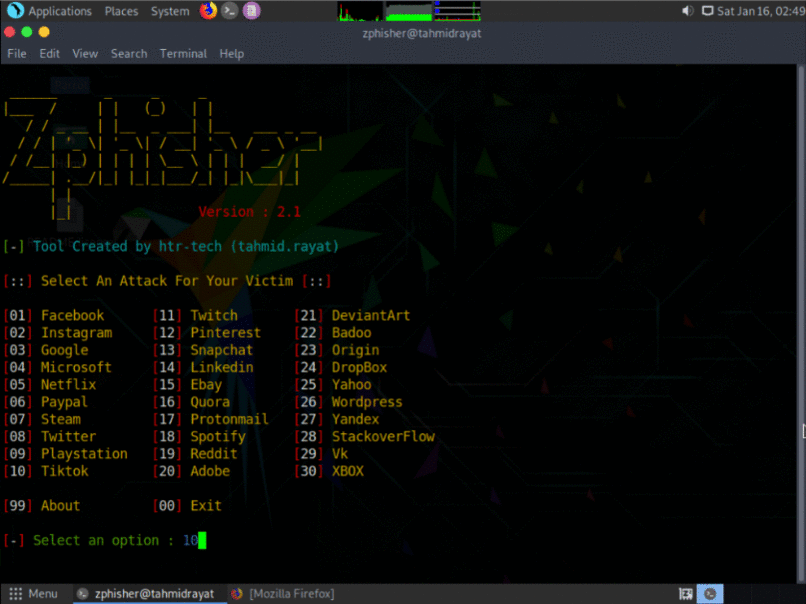 Applications Places System Sat Jan 16, 02:49
zphisher@tahmidrayat
File Edit View Search Terminal Help
Zphisher
Version : 2.1
[-] Tool Created by htr-tech (tahmid.rayat)
[::] Select An Attack For Your Victim [::]
[01] Facebook [11] Twitch [21] DeviantArt
[02] Instagram [12] Pinterest [22] Badoo
[03] Google [13] Snapchat [23] Origin
[04] Microsoft [14] Linkedin [24] DropBox
[05] Netflix [15] Ebay [25] Yahoo
[06] Paypal [16] Quora [26] Wordpress
[07] Steam [17] Protonmail [27] Yandex
[08] Twitter [18] Spotify [28] StackoverFlow
[09] Playstation [19] Reddit [29] Vk
[10] Tiktok [20] Adobe [30] XBOX
[99] About [00] Exit
[-] Select an option : 10
Menu zphisher@tahmidrayat [Mozilla Firefox]